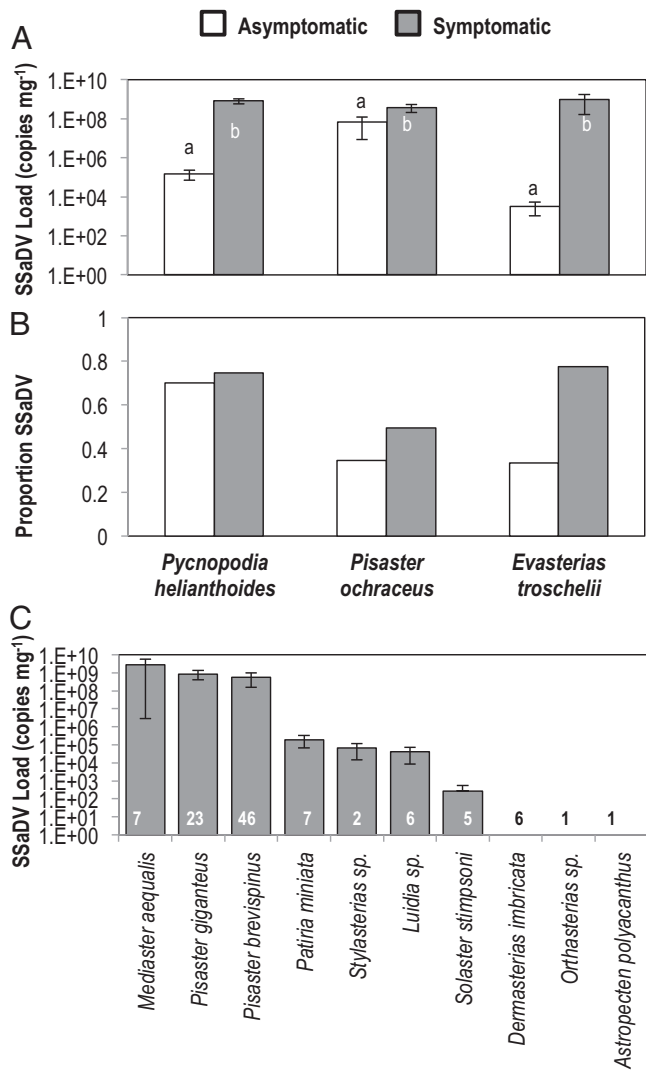 Asymptomatic Symptomatic
A
SSaDV Load (copies mg-1)
1.E+10
1.E+08
1.E+06
1.E+04
1.E+02
1.E+00
a
b
a
b
a
b
B
Proportion SSaDV
1
0.8
0.6
0.4
0.2
0
Pycnopodia helianthoides
Pisaster ochraceus
Evasterias troschelii
C
SSaDV Load (copies mg-1)
1.E+10
1.E+09
1.E+08
1.E+07
1.E+06
1.E+05
1.E+04
1.E+03
1.E+02
1.E+01
1.E+00
7 23 46 7 2 6 5 6 1 1
Mediaster aequalis
Pisaster giganteus
Pisaster brevispinus
Patiria miniata
Stylasterias sp.
Luidia sp.
Solaster stimpsoni
Dermasterias imbricata
Orthasterias sp.
Astropecten polyacanthus